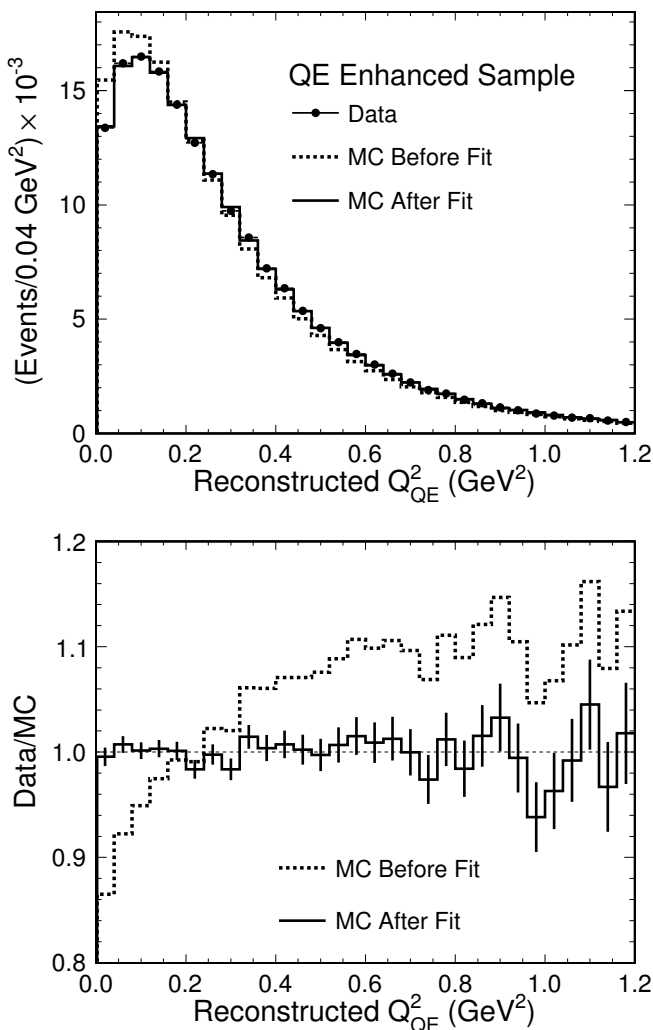 QE Enhanced Sample
Data
MC Before Fit
MC After Fit
(Events/0.04 GeV²) × 10⁻³
15
10
5
0
0.0 0.2 0.4 0.6 0.8 1.0 1.2
Reconstructed Q²QE (GeV²)
1.2
1.1
1.0
0.9
0.8
Data/MC
MC Before Fit
MC After Fit
0.0 0.2 0.4 0.6 0.8 1.0 1.2
Reconstructed Q²QE (GeV²)